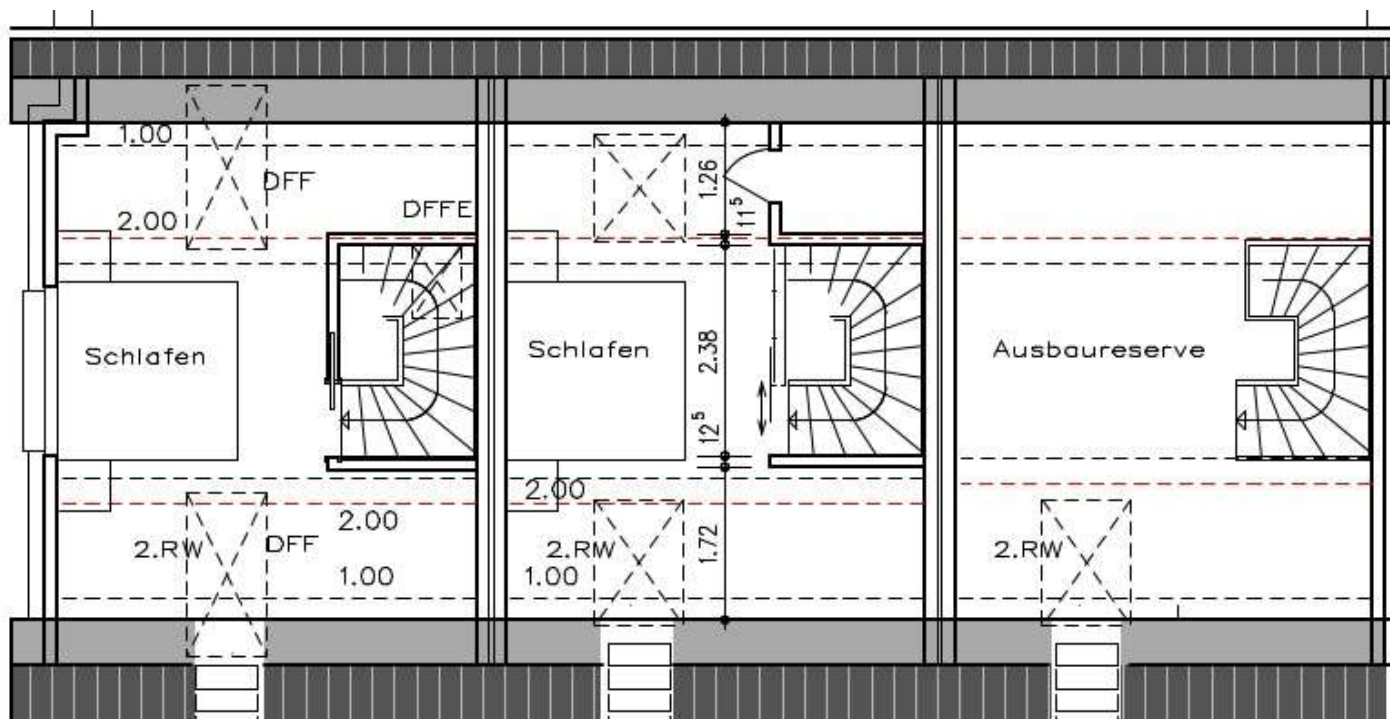 1.00
DFF
2.00
DFFE
1.26
11⁵
Schlafen
Schlafen
2.38
Ausbaureserve
12⁵
2.00
2.00
2.RW
DFF
1.00
2.RW
1.00
1.72
2.RW